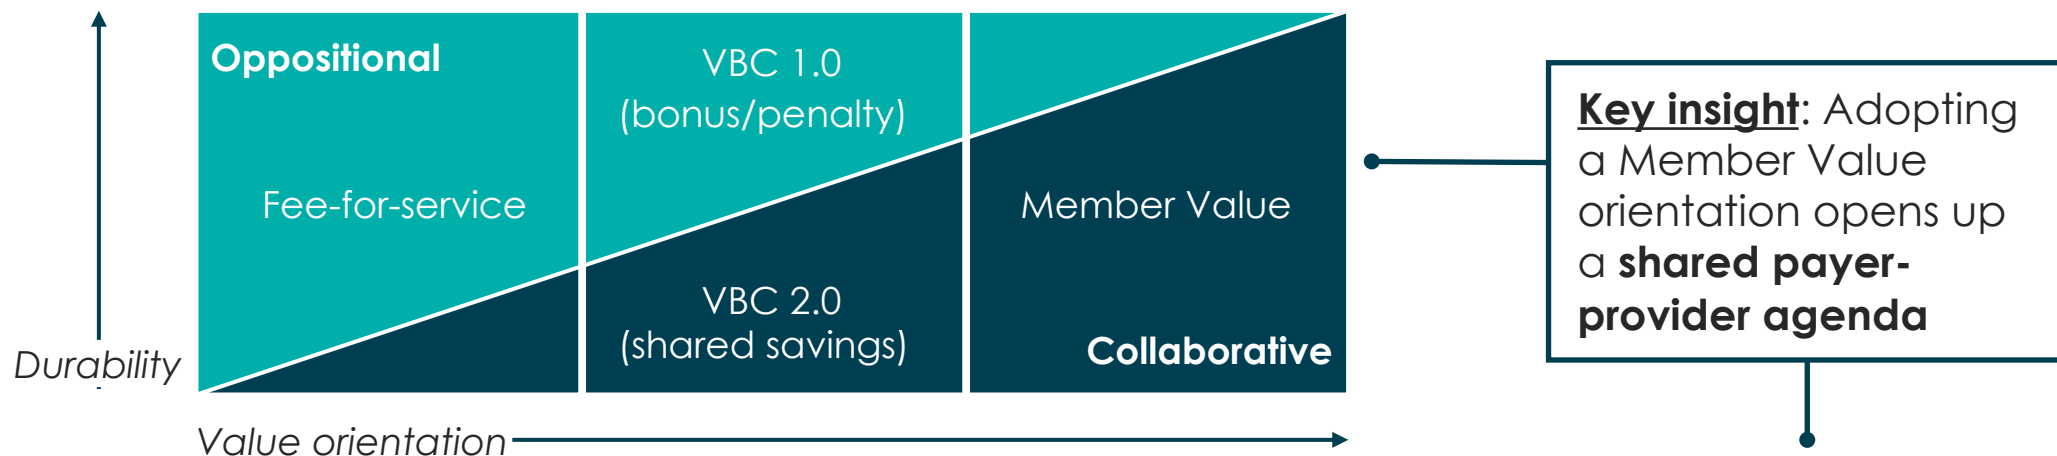 Oppositional
Fee-for-service
VBC 1.0
(bonus/penalty)
VBC 2.0
(shared savings)
Member Value
Collaborative
Durability
Value orientation
Key insight: Adopting
a Member Value
orientation opens up
a shared payer-
provider agenda